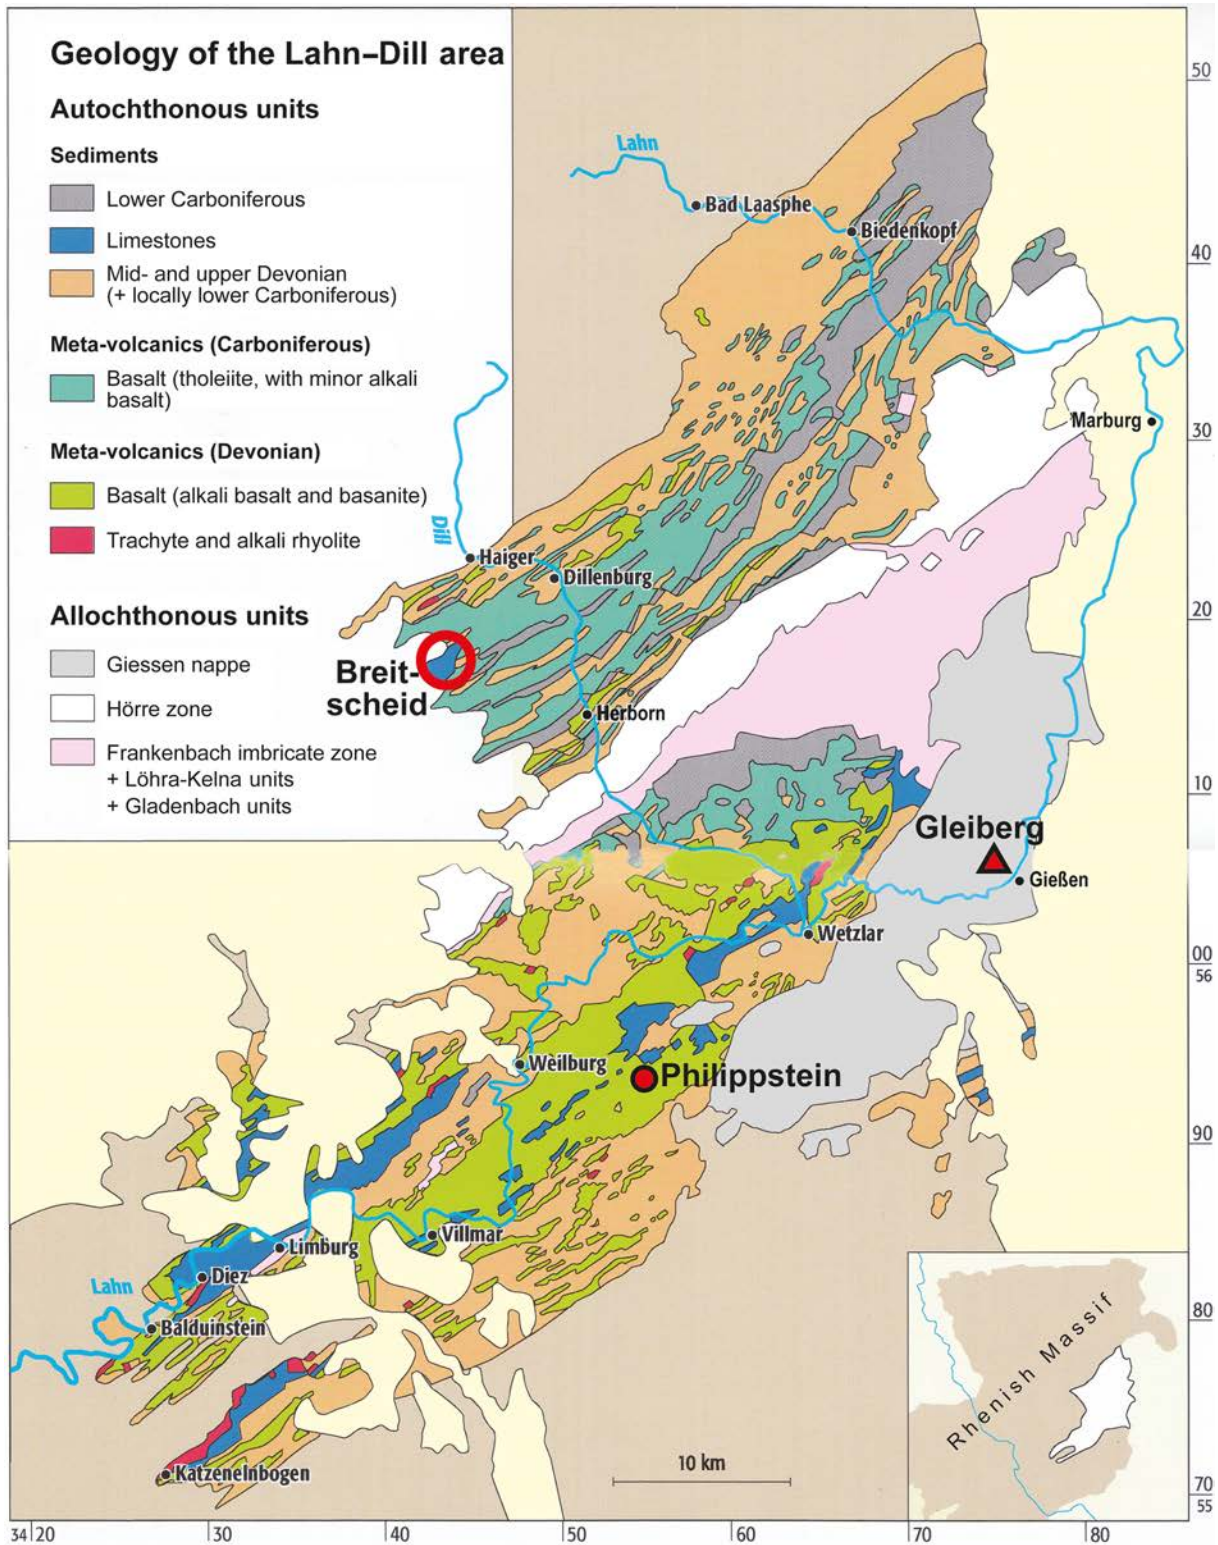 Geology of the Lahn–Dill area
Autochthonous units
Sediments
Lower Carboniferous
Limestones
Mid- and upper Devonian
(+ locally lower Carboniferous)
Meta-volcanics (Carboniferous)
Basalt (tholeiite, with minor alkali
basalt)
Meta-volcanics (Devonian)
Basalt (alkali basalt and basanite)
Trachyte and alkali rhyolite
Allochthonous units
Giessen nappe
Hörre zone
Frankenbach imbricate zone
+ Löhra-Kelna units
+ Gladenbach units
Lahn
Bad Laasphe
Biedenkopf
Marburg
Dill
Haiger
Dillenburg
Breit-
scheid
Herborn
Gleiberg
Gießen
Wetzlar
Weilburg
Philippstein
Villmar
Limburg
Diez
Lahn
Balduinstein
Katzenelnbogen
10 km
Rhenish Massif
50
40
30
20
10
00
56
90
80
70
55
34 20
30
40
50
60
70
80